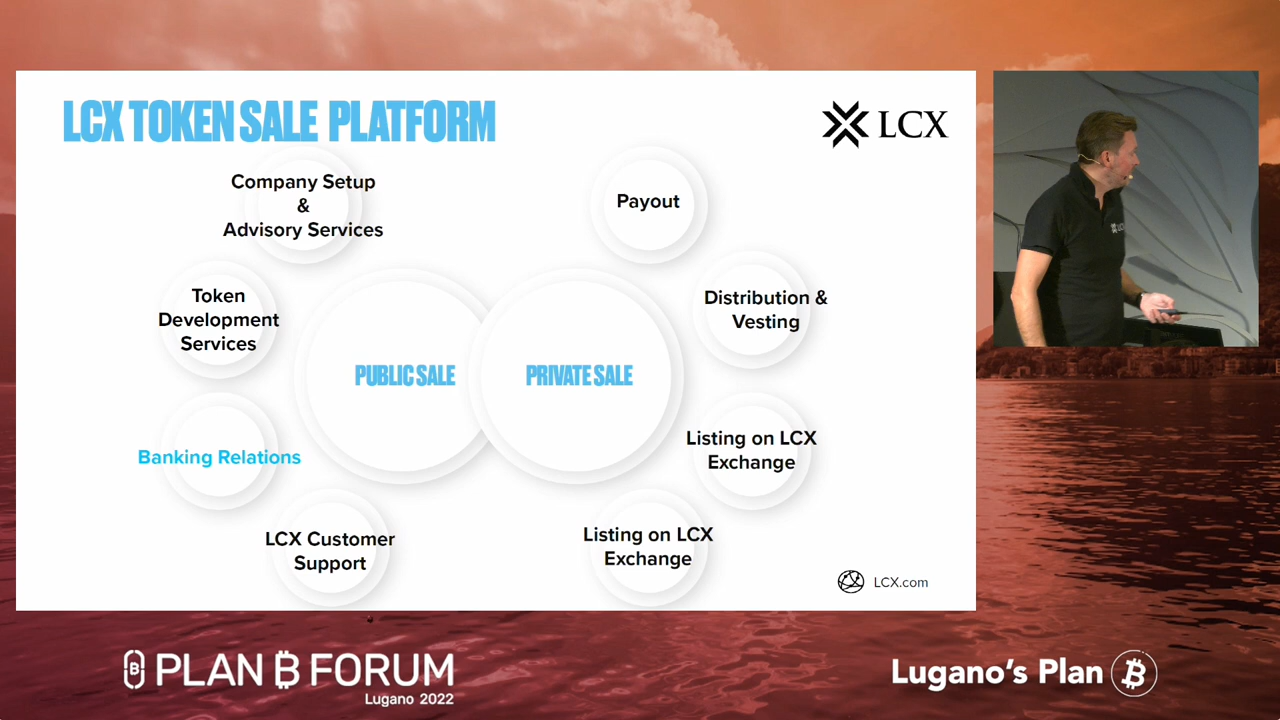 LCX TOKEN SALE PLATFORM
LCX
Company Setup
&
Advisory Services
Payout
Token
Development
Services
Distribution &
Vesting
PUBLIC SALE
PRIVATE SALE
Banking Relations
Listing on LCX
Exchange
LCX Customer
Support
Listing on LCX
Exchange
LCX.com
PLAN ₿ FORUM
Lugano 2022
Lugano's Plan ₿